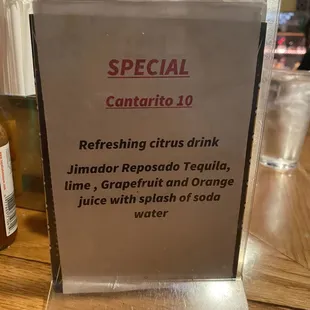 SPECIAL
Cantarito 10
Refreshing citrus drink
Jimador Reposado Tequila,
lime , Grapefruit and Orange
juice with splash of soda
water